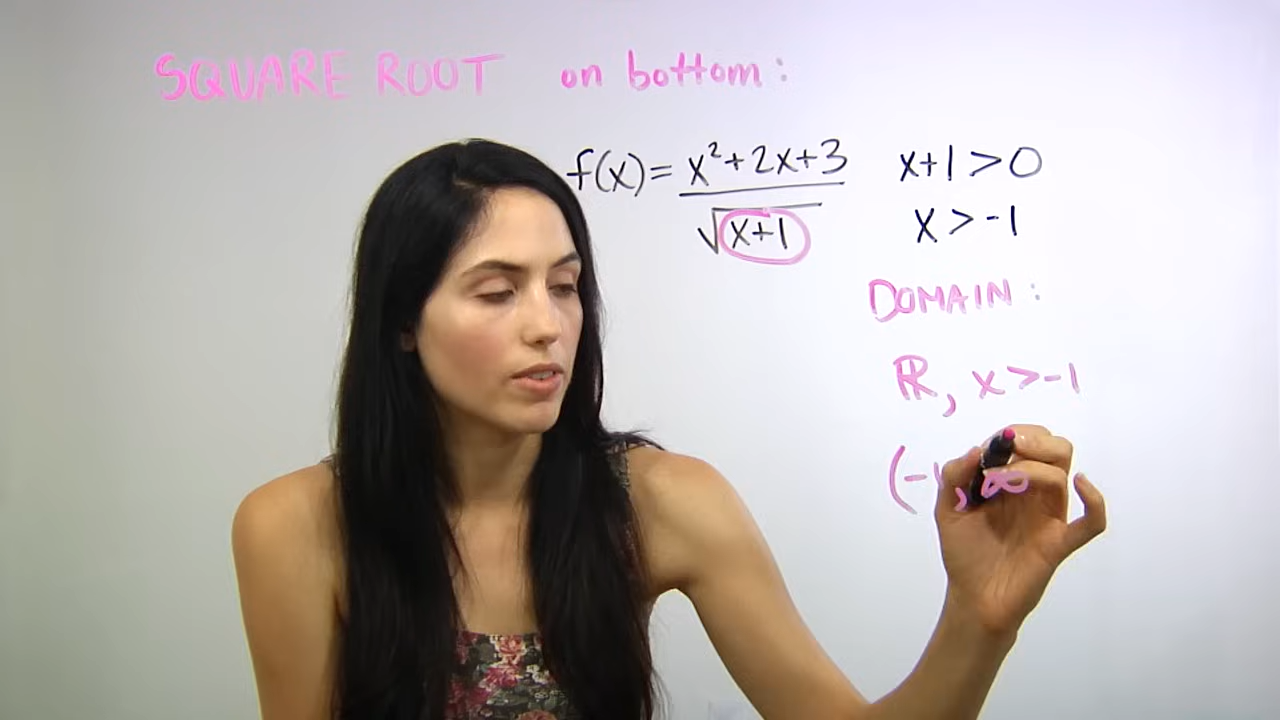 SQUARE ROOT on bottom:
f(x) = x²+2x+3 / √x+1
x+1 > 0
x > -1
DOMAIN:
ℝ, x > -1
(-1, ∞